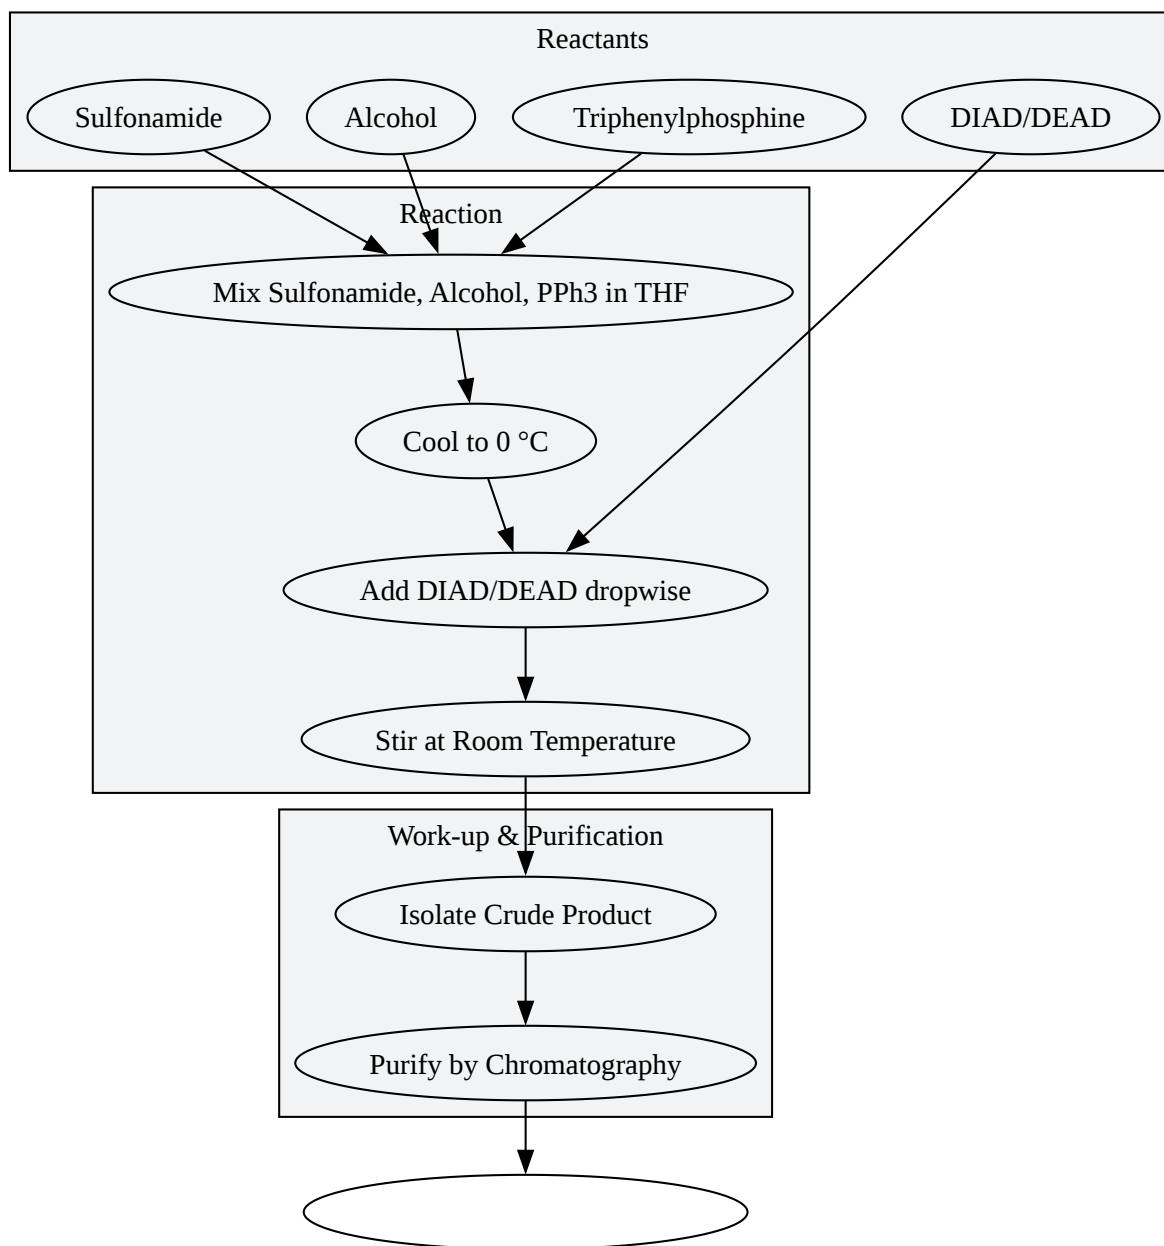 Reactants
Sulfonamide
Alcohol
Triphenylphosphine
DIAD/DEAD
Reaction
Mix Sulfonamide, Alcohol, PPh3 in THF
Cool to 0 °C
Add DIAD/DEAD dropwise
Stir at Room Temperature
Work-up & Purification
Isolate Crude Product
Purify by Chromatography